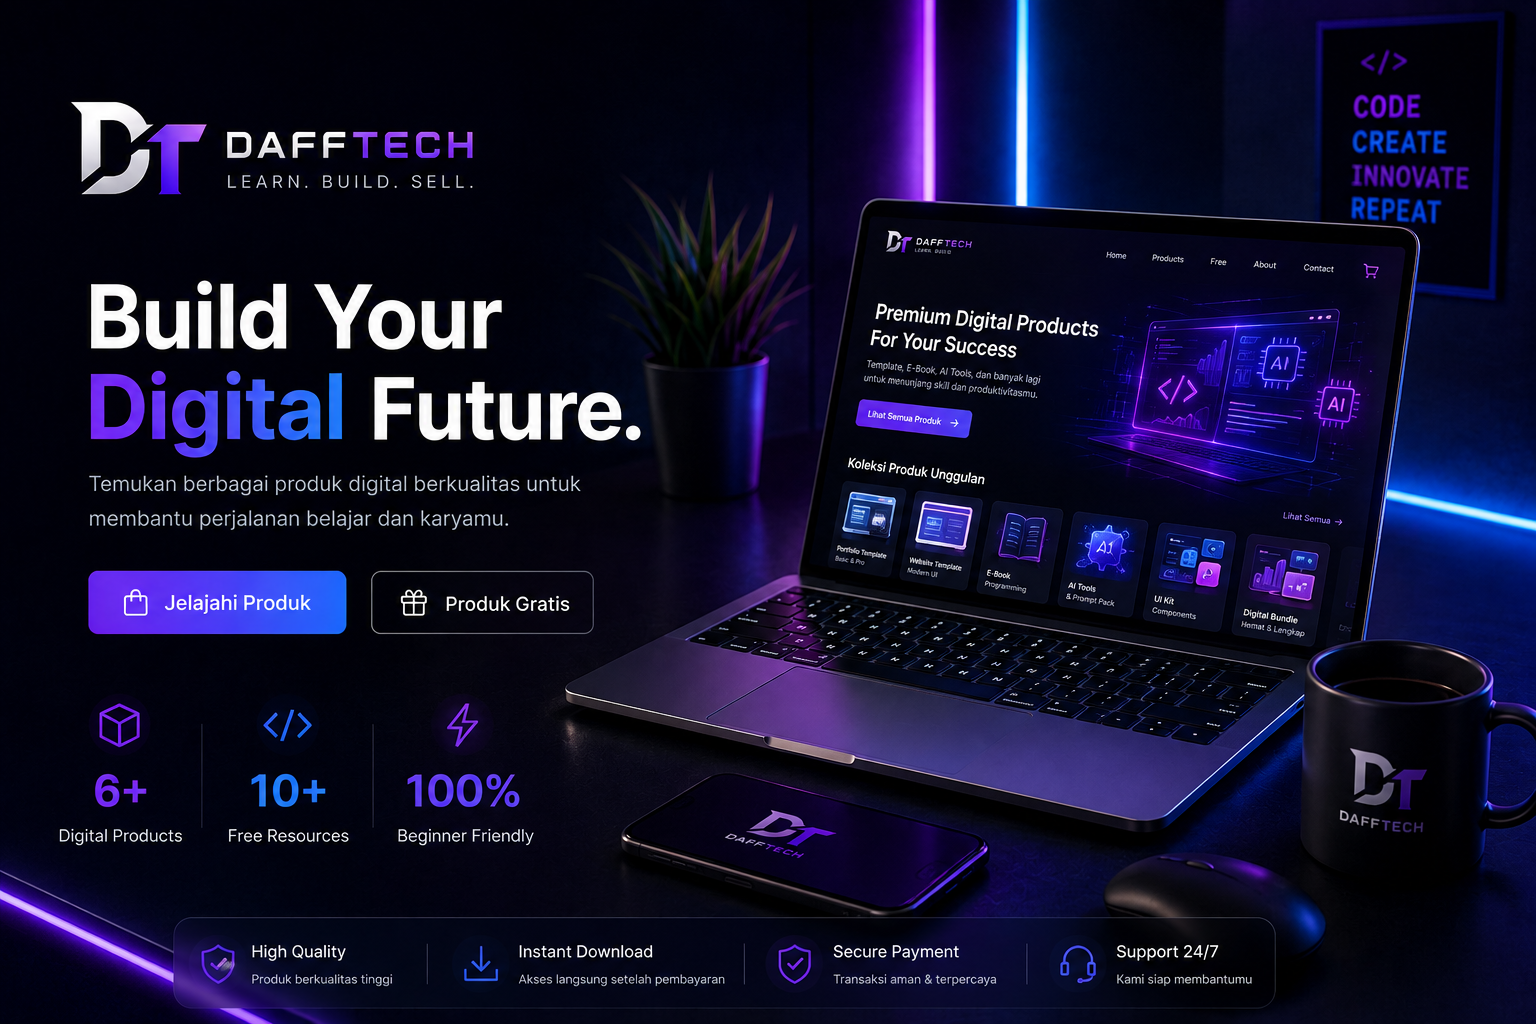 DAFFTECH
LEARN. BUILD. SELL.
Build Your
Digital Future.
Temukan berbagai produk digital berkualitas untuk
membantu perjalanan belajar dan karyamu.
Jelajahi Produk
Produk Gratis
6+
Digital Products
10+
Free Resources
100%
Beginner Friendly
</>
CODE
CREATE
INNOVATE
REPEAT
DAFFTECH
Home Products Free About Contact
Premium Digital Products
For Your Success
Template, E-Book, AI Tools, dan banyak lagi
untuk menunjang skill dan produktivitasmu.
Lihat Semua Produk →
</>
AI
AI
Koleksi Produk Unggulan
Lihat Semua →
Portfolio Template
Basic & Pro
Website Template
Modern UI
E-Book
Programming
AI
AI Tools
& Prompt Pack
UI Kit
Components
Digital Bundle
Hemat & Lengkap
DT
DAFFTECH
DT
DAFFTECH
High Quality
Produk berkualitas tinggi
Instant Download
Akses langsung setelah pembayaran
Secure Payment
Transaksi aman & terpercaya
Support 24/7
Kami siap membantumu